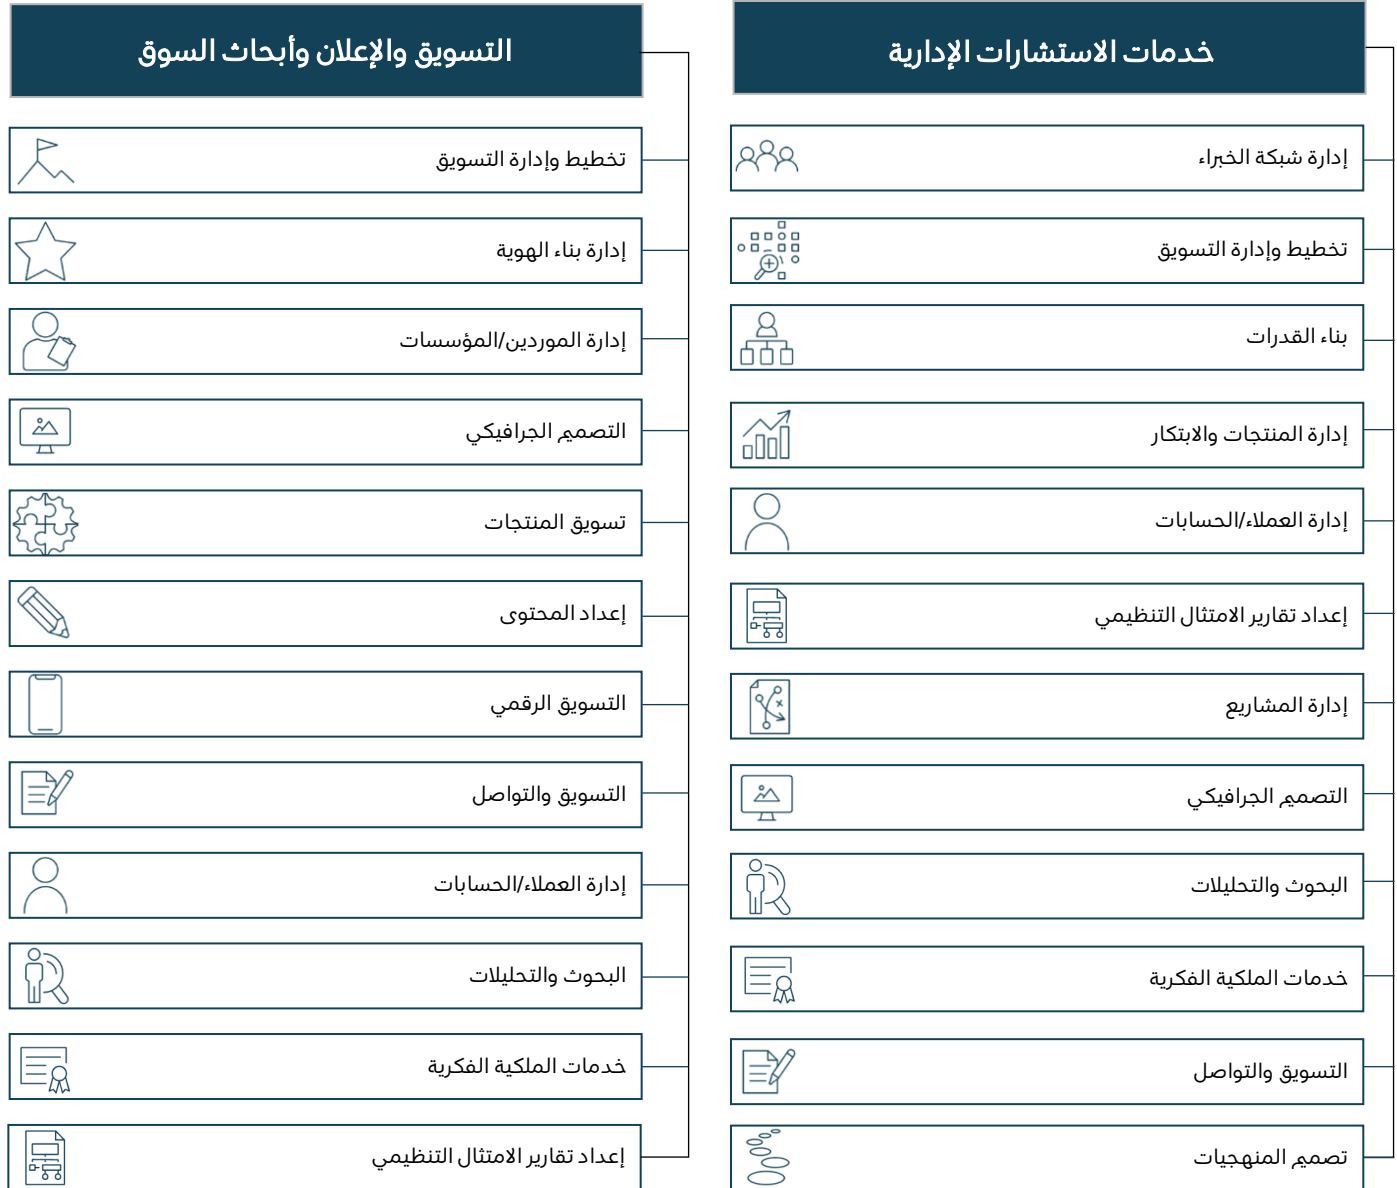 خدمات الاستشارات الإدارية
إدارة شبكة الخبراء
تخطيط وإدارة التسويق
بناء القدرات
إدارة المنتجات والابتكار
إدارة العملاء/الحسابات
إعداد تقارير الامتثال التنظيمي
إدارة المشاريع
التصميم الجرافيكي
البحوث والتحليلات
خدمات الملكية الفكرية
التسويق والتواصل
تصميم المنهجيات
التسويق والإعلان وأبحاث السوق
تخطيط وإدارة التسويق
إدارة بناء الهوية
إدارة الموردين/المؤسسات
التصميم الجرافيكي
تسويق المنتجات
إعداد المحتوى
التسويق الرقمي
التسويق والتواصل
إدارة العملاء/الحسابات
البحوث والتحليلات
خدمات الملكية الفكرية
إعداد تقارير الامتثال التنظيمي